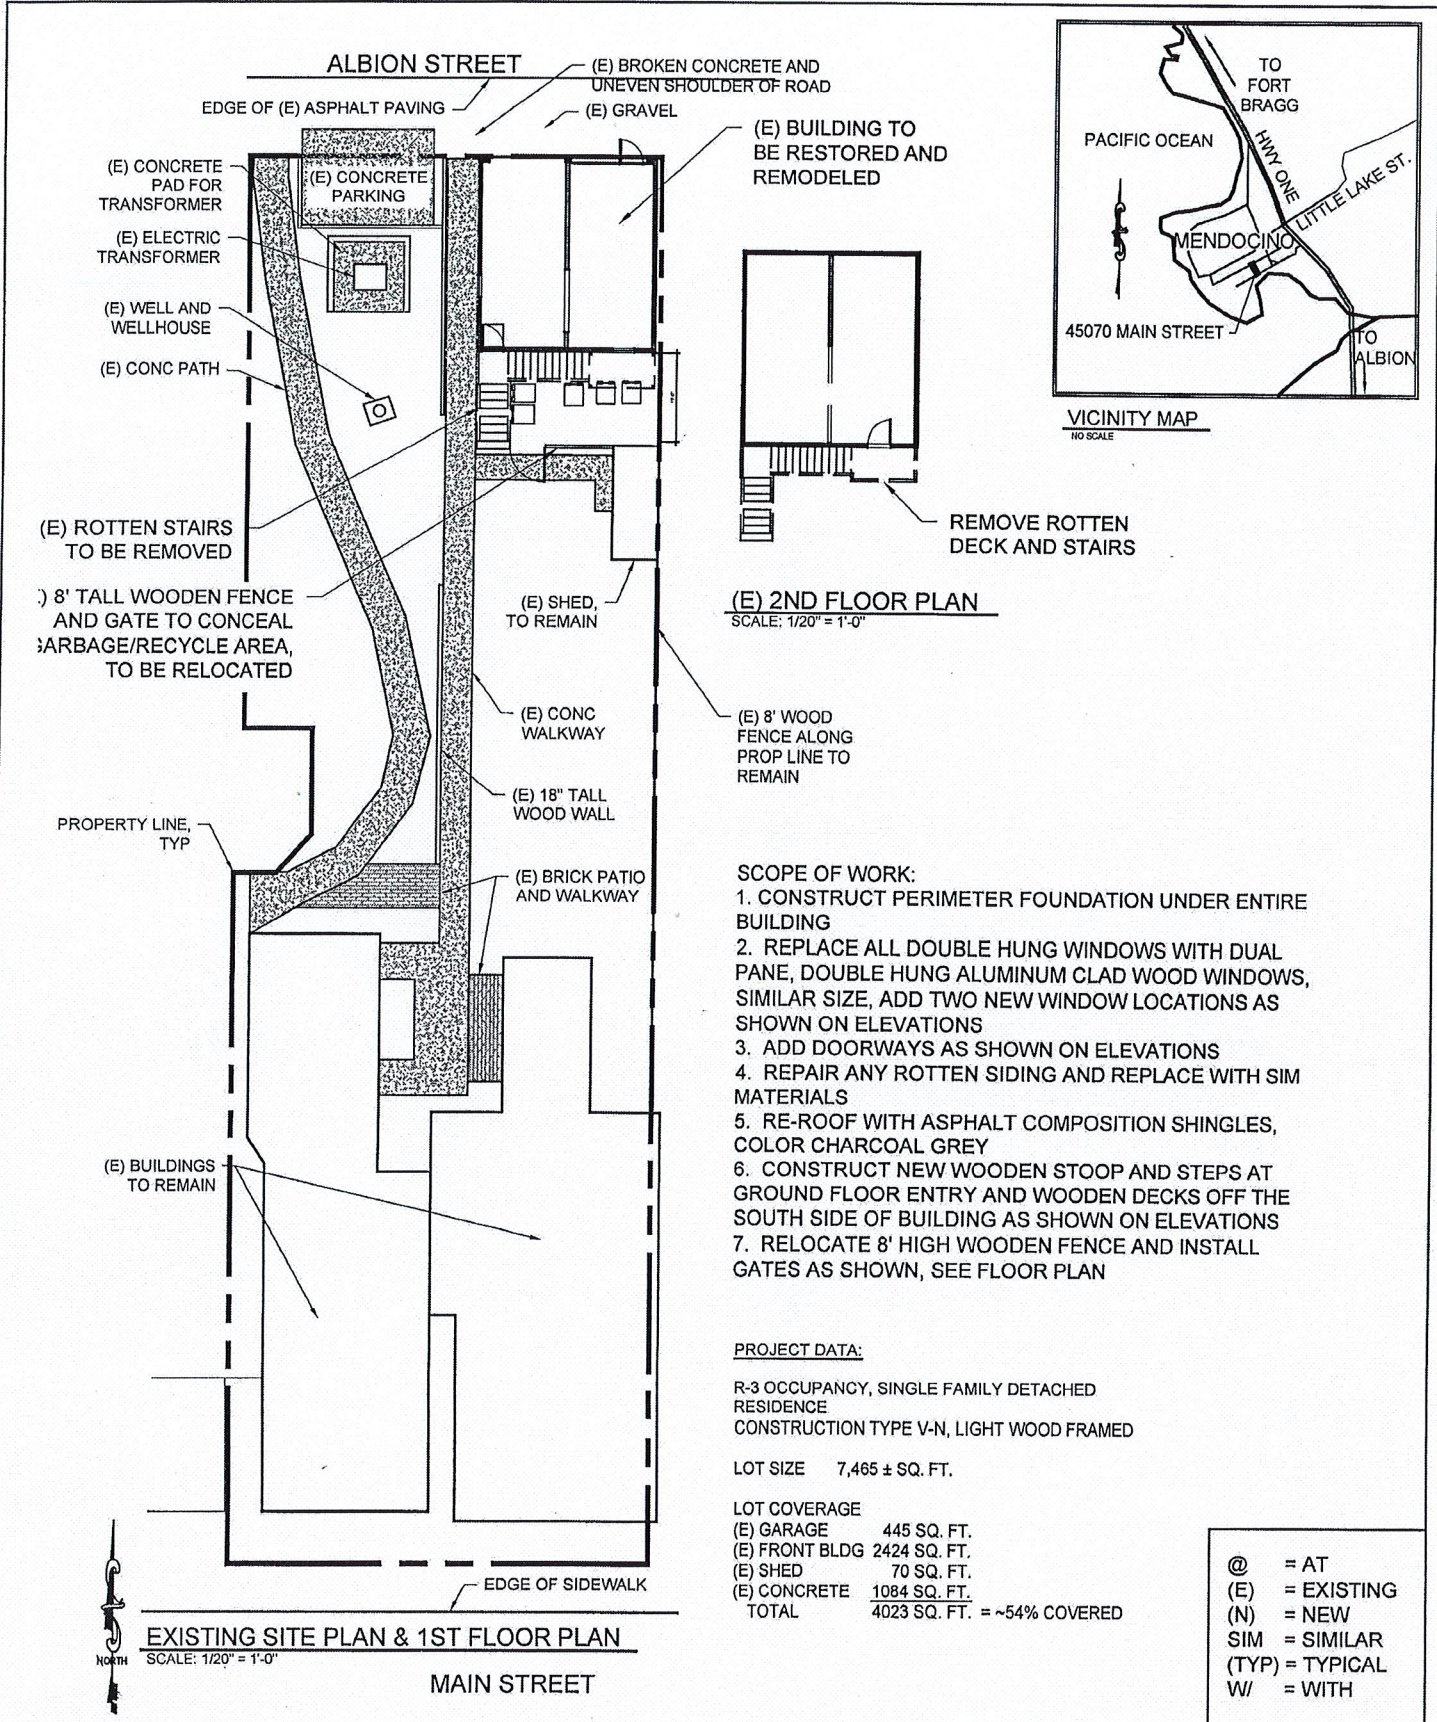 ALBION STREET
(E) BROKEN CONCRETE AND
UNEVEN SHOULDER OF ROAD
EDGE OF (E) ASPHALT PAVING
(E) GRAVEL
(E) BUILDING TO
BE RESTORED AND
REMODELED
(E) CONCRETE
PAD FOR
TRANSFORMER
(E) CONCRETE
PARKING
(E) ELECTRIC
TRANSFORMER
(E) WELL AND
WELLHOUSE
(E) CONC PATH
(E) ROTTEN STAIRS
TO BE REMOVED
:) 8' TALL WOODEN FENCE
AND GATE TO CONCEAL
GARBAGE/RECYCLE AREA,
TO BE RELOCATED
(E) SHED,
TO REMAIN
(E) CONC
WALKWAY
(E) 18" TALL
WOOD WALL
PROPERTY LINE,
TYP
(E) BRICK PATIO
AND WALKWAY
(E) BUILDINGS
TO REMAIN
EDGE OF SIDEWALK
NORTH
EXISTING SITE PLAN & 1ST FLOOR PLAN
SCALE: 1/20" = 1'-0"
MAIN STREET
REMOVE ROTTEN
DECK AND STAIRS
(E) 2ND FLOOR PLAN
SCALE: 1/20" = 1'-0"
(E) 8' WOOD
FENCE ALONG
PROP LINE TO
REMAIN
TO
FORT
BRAGG
PACIFIC OCEAN
HWY ONE
LITTLE LAKE ST.
MENDOCINO
45070 MAIN STREET
TO
ALBION
VICINITY MAP
NO SCALE
SCOPE OF WORK:
1. CONSTRUCT PERIMETER FOUNDATION UNDER ENTIRE
BUILDING
2. REPLACE ALL DOUBLE HUNG WINDOWS WITH DUAL
PANE, DOUBLE HUNG ALUMINUM CLAD WOOD WINDOWS,
SIMILAR SIZE, ADD TWO NEW WINDOW LOCATIONS AS
SHOWN ON ELEVATIONS
3. ADD DOORWAYS AS SHOWN ON ELEVATIONS
4. REPAIR ANY ROTTEN SIDING AND REPLACE WITH SIM
MATERIALS
5. RE-ROOF WITH ASPHALT COMPOSITION SHINGLES,
COLOR CHARCOAL GREY
6. CONSTRUCT NEW WOODEN STOOP AND STEPS AT
GROUND FLOOR ENTRY AND WOODEN DECKS OFF THE
SOUTH SIDE OF BUILDING AS SHOWN ON ELEVATIONS
7. RELOCATE 8' HIGH WOODEN FENCE AND INSTALL
GATES AS SHOWN, SEE FLOOR PLAN
PROJECT DATA:
R-3 OCCUPANCY, SINGLE FAMILY DETACHED
RESIDENCE
CONSTRUCTION TYPE V-N, LIGHT WOOD FRAMED
LOT SIZE 7,465 ± SQ. FT.
LOT COVERAGE
(E) GARAGE 445 SQ. FT.
(E) FRONT BLDG 2424 SQ. FT.
(E) SHED 70 SQ. FT.
(E) CONCRETE 1084 SQ. FT.
TOTAL 4023 SQ. FT. = ~54% COVERED
@ = AT
(E) = EXISTING
(N) = NEW
SIM = SIMILAR
(TYP) = TYPICAL
W/ = WITH